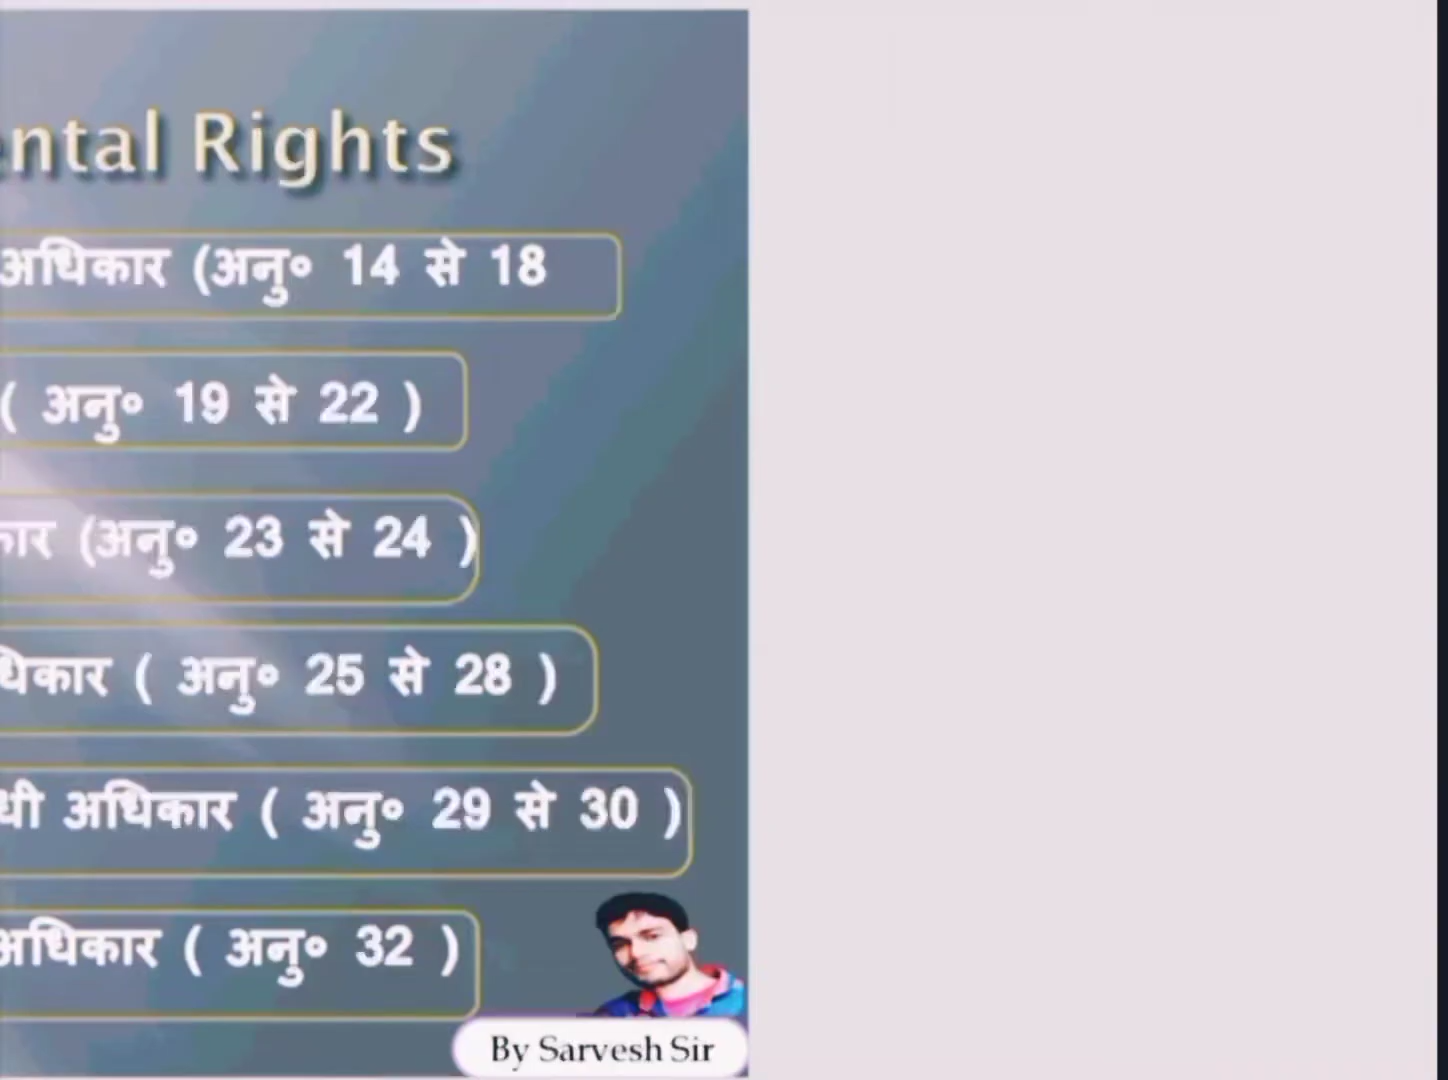 Rights
अधिकार (अनु० 14 से 18
( अनु० 19 से 22 )
(अनु० 23 से 24 )
( अनु० 25 से 28 )
अधिकार ( अनु० 29 से 30 )
अधिकार ( अनु० 32 )
By Sarvesh Sir